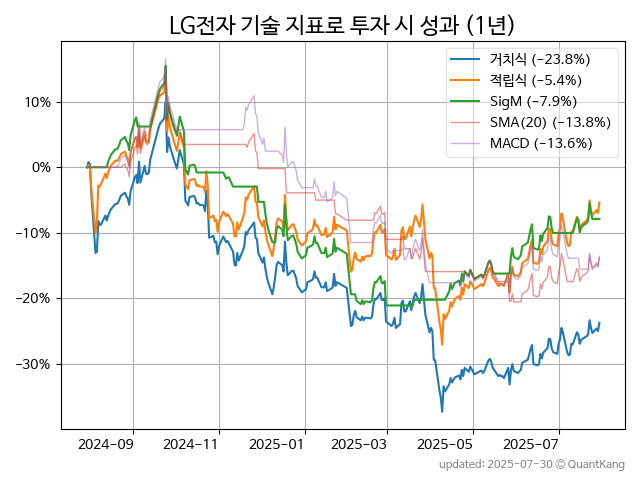 LG전자 기술 지표로 투자 시 성과 (1년)
거치식 (−23.8%)
적립식 (−5.4%)
SigM (−7.9%)
SMA(20) (−13.8%)
MACD (−13.6%)
10%
0%
−10%
−20%
−30%
2024-09
2024-11
2025-01
2025-03
2025-05
2025-07
updated: 2025-07-30 © QuantKang